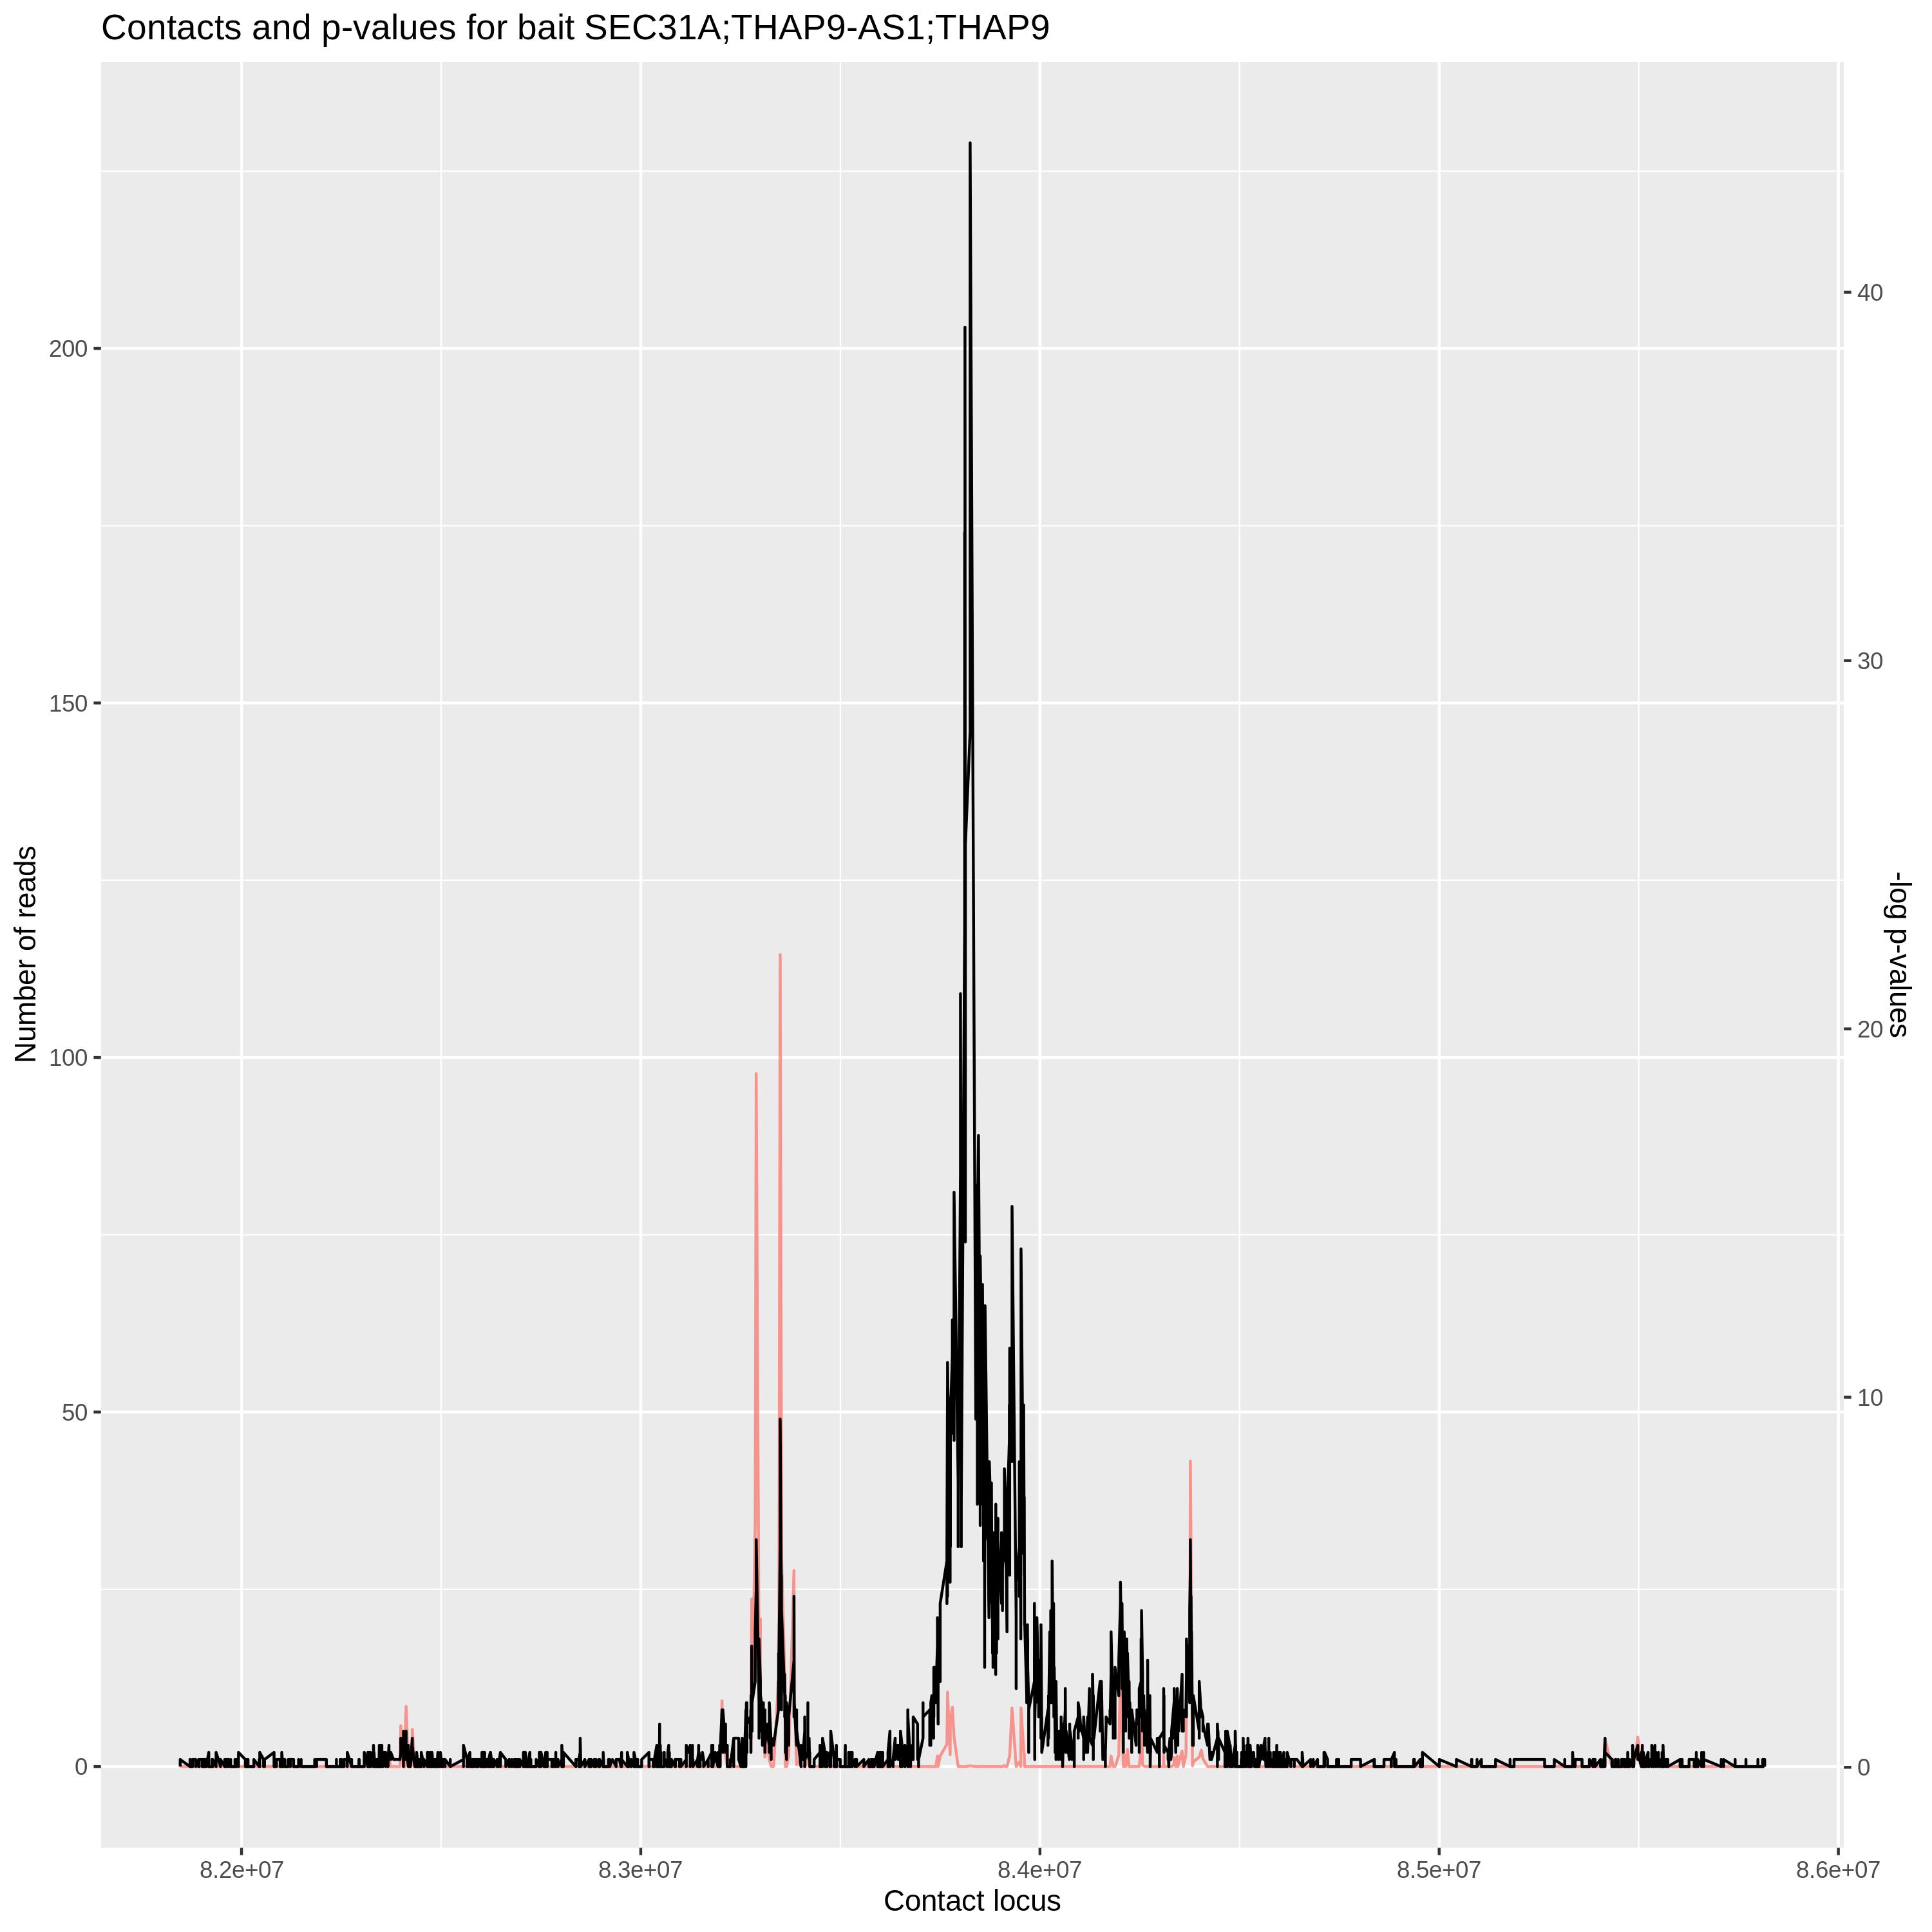 Contacts and p-values for bait SEC31A;THAP9-AS1;THAP9
Number of reads
200
150
100
50
0
40
30
20
10
0
-log p-values
8.2e+07
8.3e+07
8.4e+07
8.5e+07
8.6e+07
Contact locus